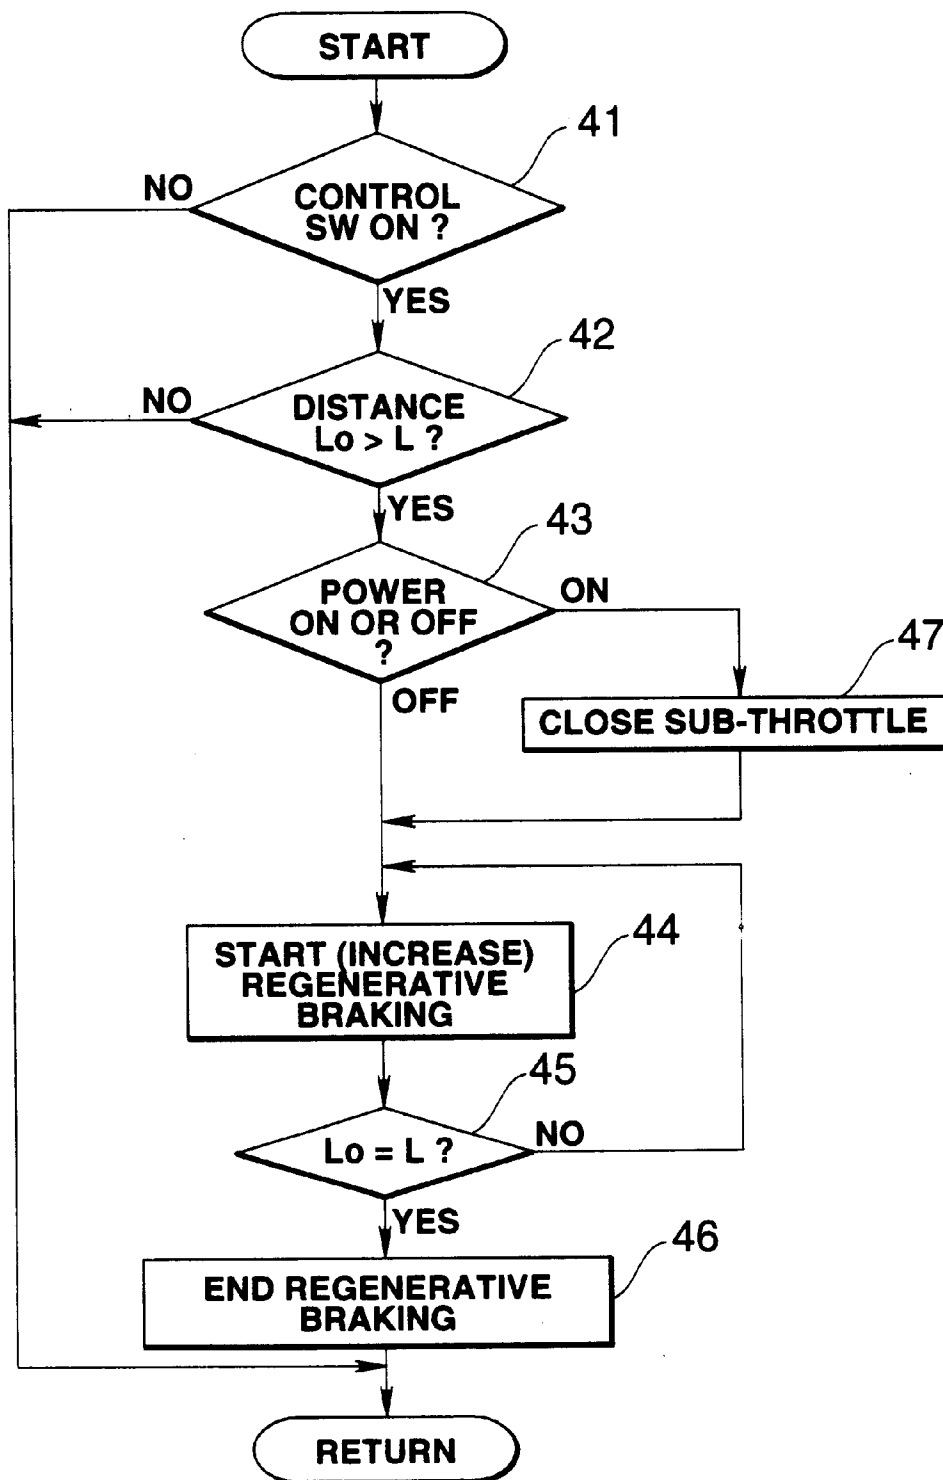 START
41
NO
CONTROL
SW ON ?
YES
42
NO
DISTANCE
Lo > L ?
YES
43
POWER
ON OR OFF
?
ON
47
OFF
CLOSE SUB-THROTTLE
44
START (INCREASE)
REGENERATIVE
BRAKING
45
Lo = L ?
NO
YES
46
END REGENERATIVE
BRAKING
RETURN